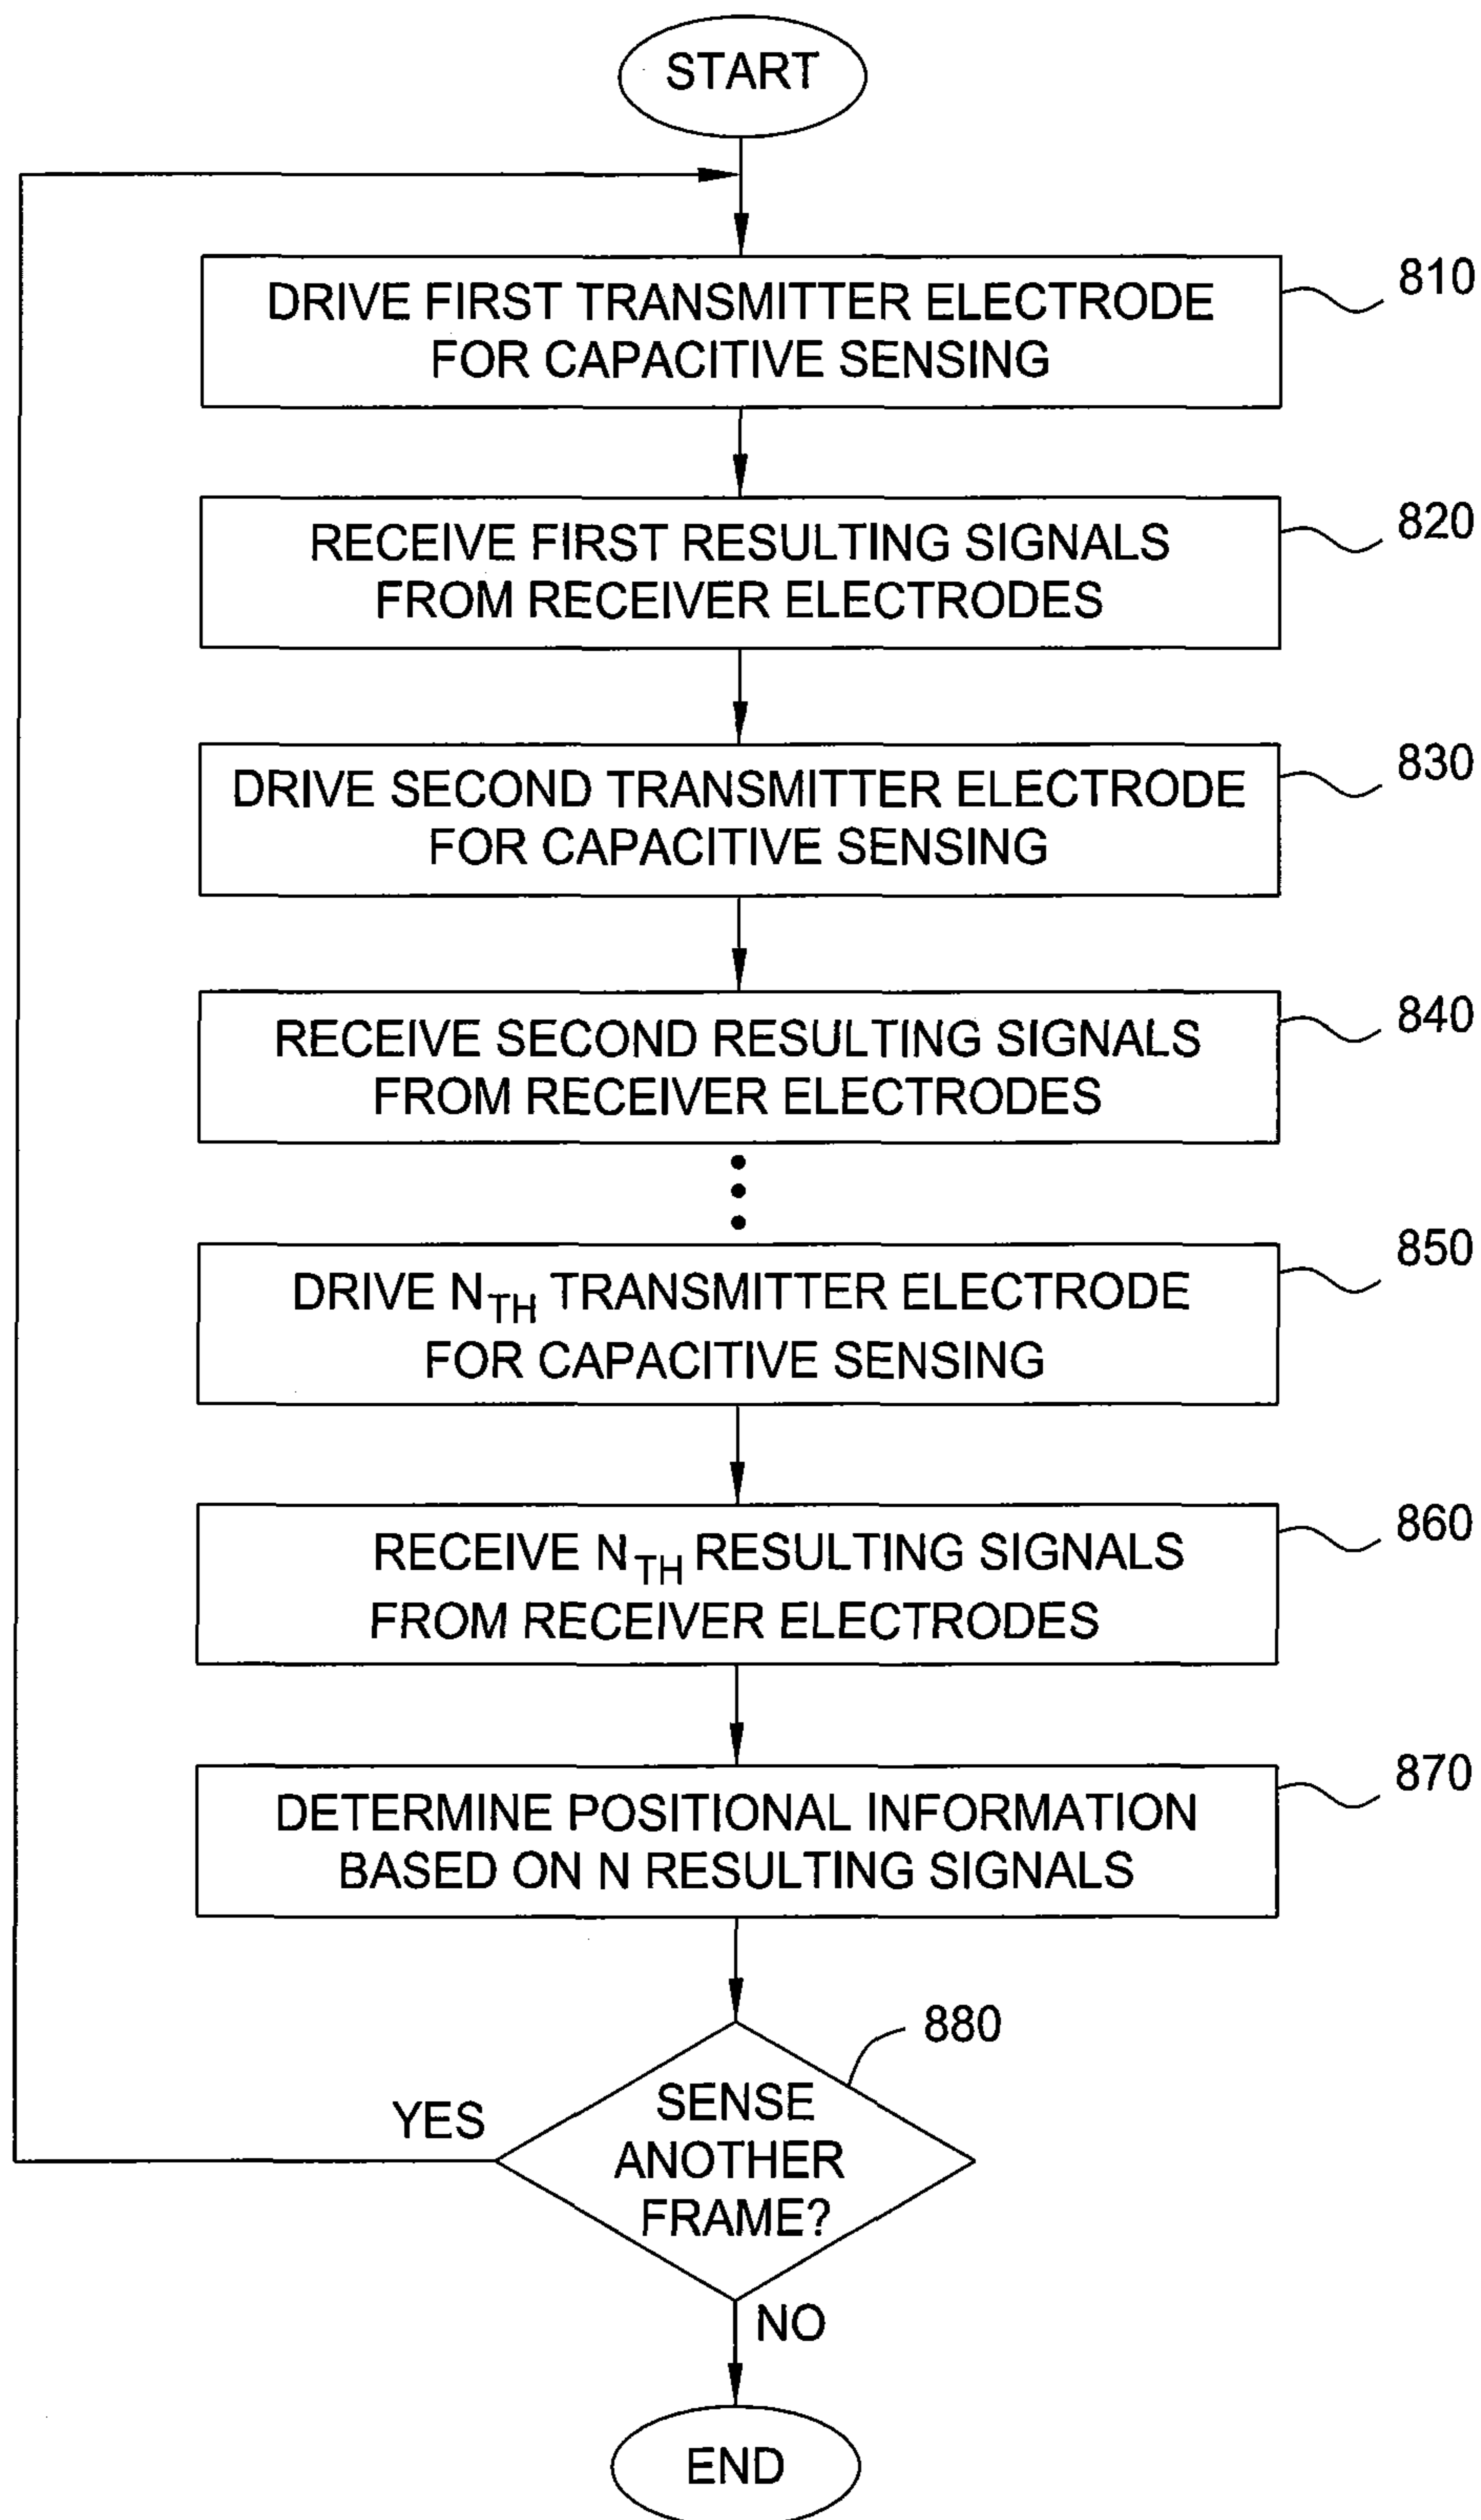 START
DRIVE FIRST TRANSMITTER ELECTRODE
FOR CAPACITIVE SENSING
810
RECEIVE FIRST RESULTING SIGNALS
FROM RECEIVER ELECTRODES
820
DRIVE SECOND TRANSMITTER ELECTRODE
FOR CAPACITIVE SENSING
830
RECEIVE SECOND RESULTING SIGNALS
FROM RECEIVER ELECTRODES
840
DRIVE NTH TRANSMITTER ELECTRODE
FOR CAPACITIVE SENSING
850
RECEIVE NTH RESULTING SIGNALS
FROM RECEIVER ELECTRODES
860
DETERMINE POSITIONAL INFORMATION
BASED ON N RESULTING SIGNALS
870
880
SENSE
ANOTHER
FRAME?
YES
NO
END